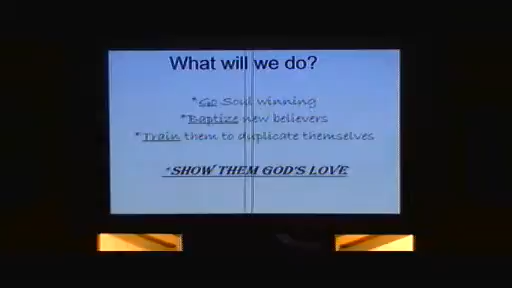 What will we do?
*Go Soul winning
*Baptize new believers
*Train them to duplicate themselves
*SHOW THEM GOD'S LOVE